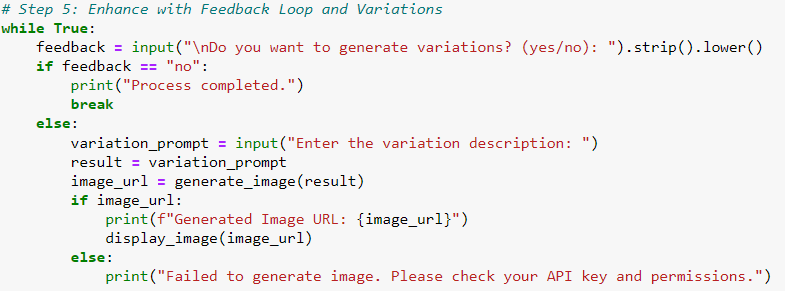 # Step 5: Enhance with Feedback Loop and Variations
while True:
    feedback = input("\nDo you want to generate variations? (yes/no): ").strip().lower()
    if feedback == "no":
        print("Process completed.")
        break
    else:
        variation_prompt = input("Enter the variation description: ")
        result = variation_prompt
        image_url = generate_image(result)
        if image_url:
            print(f"Generated Image URL: {image_url}")
            display_image(image_url)
        else:
            print("Failed to generate image. Please check your API key and permissions.")